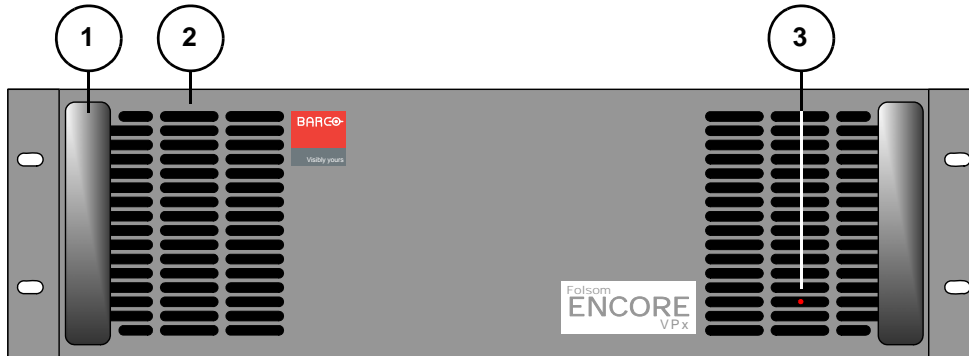 1
2
3
BARCO
Visibly yours
Folsom
ENCORE
VPx